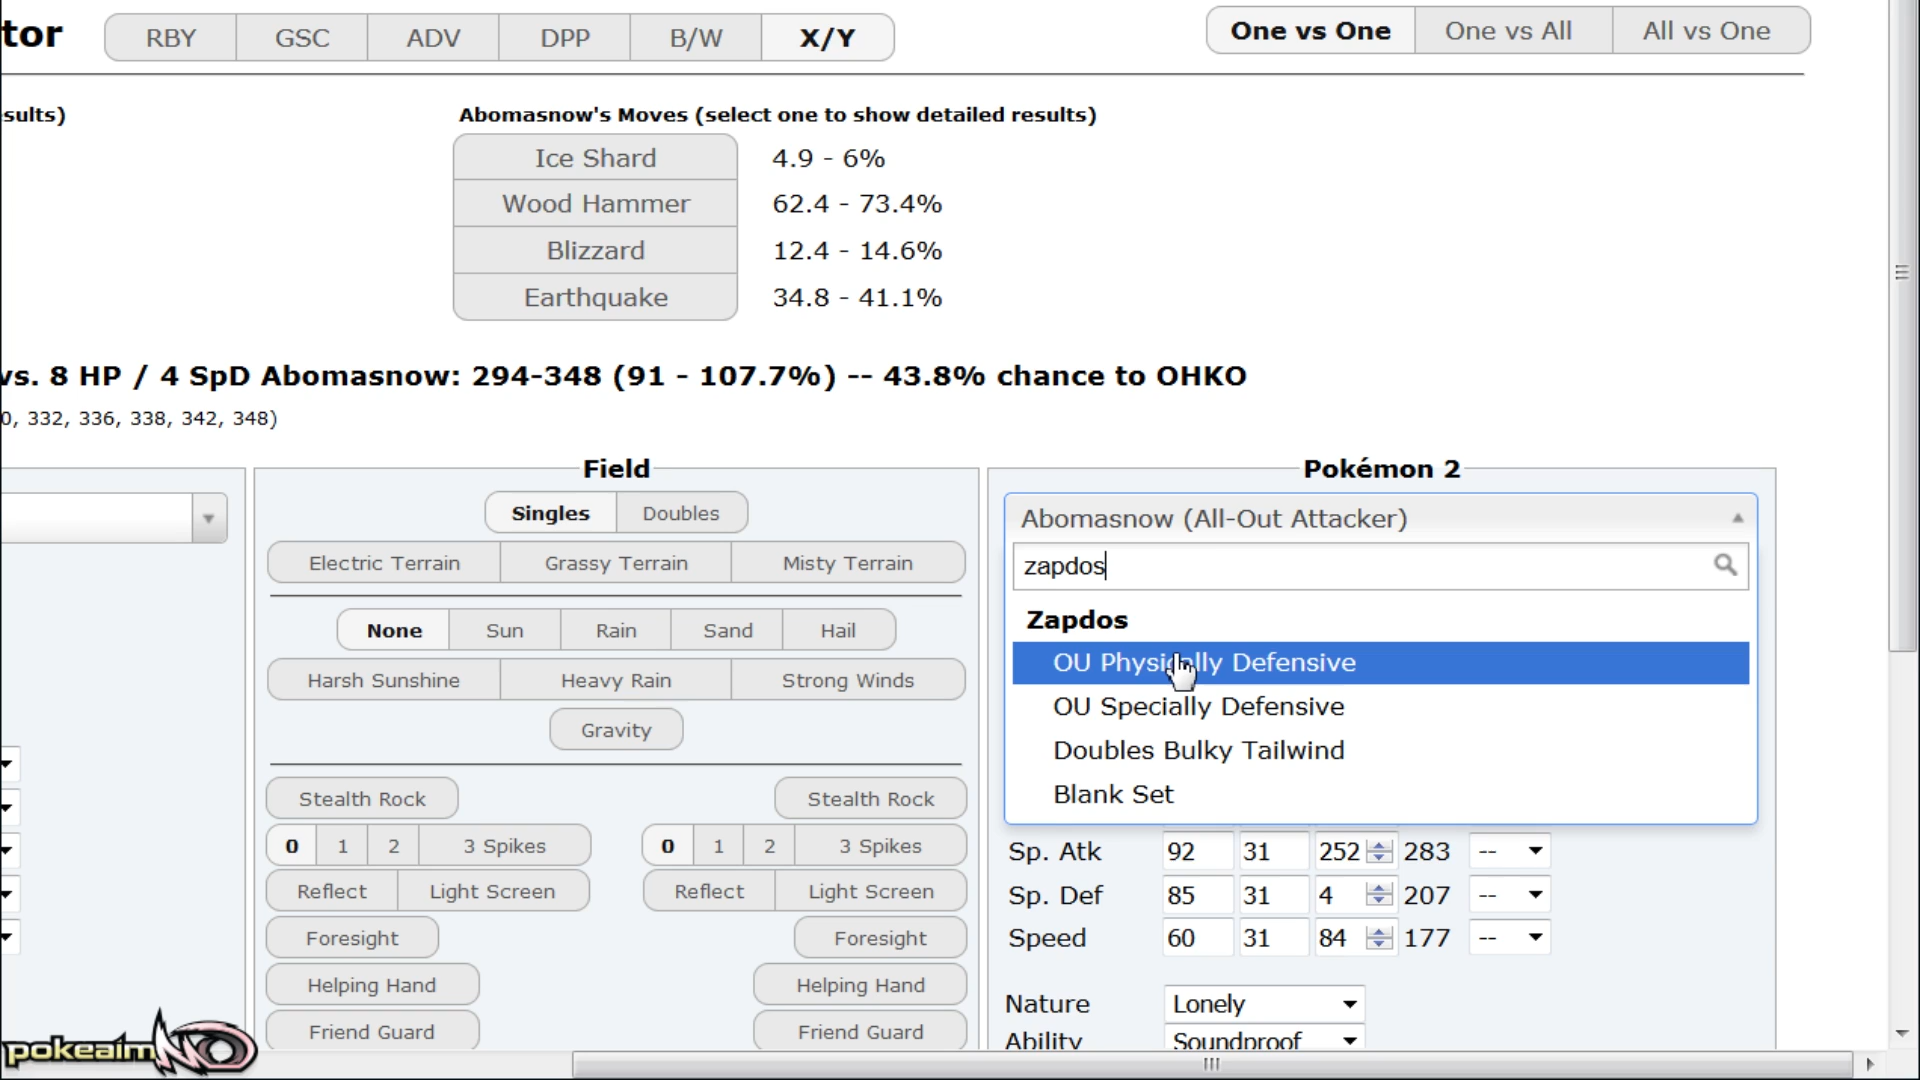 tor
RBY GSC ADV DPP B/W X/Y
One vs One One vs All All vs One
sults)
Abomasnow's Moves (select one to show detailed results)
Ice Shard 4.9 - 6%
Wood Hammer 62.4 - 73.4%
Blizzard 12.4 - 14.6%
Earthquake 34.8 - 41.1%
vs. 8 HP / 4 SpD Abomasnow: 294-348 (91 - 107.7%) -- 43.8% chance to OHKO
0, 332, 336, 338, 342, 348)
Field
Singles Doubles
Electric Terrain Grassy Terrain Misty Terrain
None Sun Rain Sand Hail
Harsh Sunshine Heavy Rain Strong Winds
Gravity
Stealth Rock Stealth Rock
0 1 2 3 Spikes 0 1 2 3 Spikes
Reflect Light Screen Reflect Light Screen
Foresight Foresight
Helping Hand Helping Hand
Friend Guard Friend Guard
Pokémon 2
Abomasnow (All-Out Attacker)
zapdos
Zapdos
OU Physically Defensive
OU Specially Defensive
Doubles Bulky Tailwind
Blank Set
Sp. Atk 92 31 252 283 --
Sp. Def 85 31 4 207 --
Speed 60 31 84 177 --
Nature Lonely
Ability Soundproof
pokeaimMD